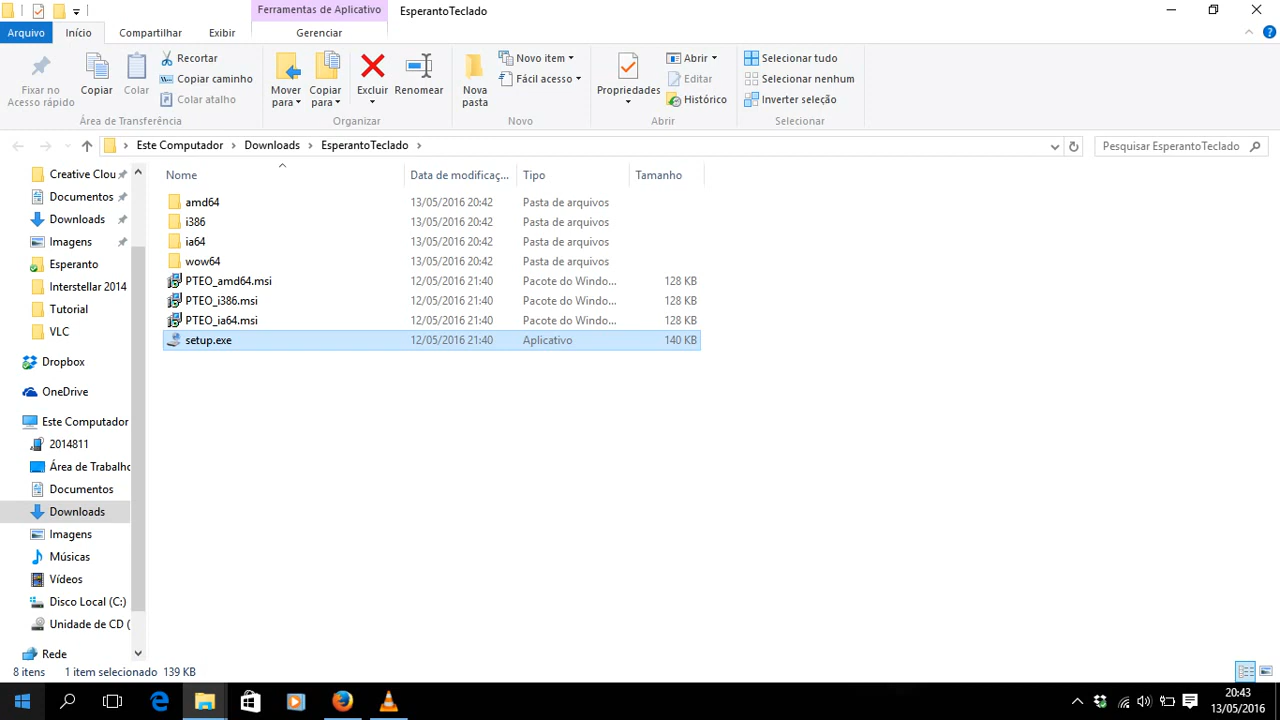 Ferramentas de Aplicativo
EsperantoTeclado
Arquivo
Início
Compartilhar
Exibir
Gerenciar
Fixar no
Acesso rápido
Copiar
Colar
Recortar
Copiar caminho
Colar atalho
Área de Transferência
Mover
para
Copiar
para
Excluir
Renomear
Organizar
Nova
pasta
Novo item
Fácil acesso
Novo
Propriedades
Abrir
Editar
Histórico
Abrir
Selecionar tudo
Selecionar nenhum
Inverter seleção
Selecionar
Este Computador
Downloads
EsperantoTeclado
Pesquisar EsperantoTeclado
Creative Clou
Documentos
Downloads
Imagens
Esperanto
Interstellar 2014
Tutorial
VLC
Dropbox
OneDrive
Este Computador
2014811
Área de Trabalho
Documentos
Downloads
Imagens
Músicas
Vídeos
Disco Local (C:)
Unidade de CD (
Rede
Nome Data de modificaç... Tipo Tamanho
amd64 13/05/2016 20:42 Pasta de arquivos
i386 13/05/2016 20:42 Pasta de arquivos
ia64 13/05/2016 20:42 Pasta de arquivos
wow64 13/05/2016 20:42 Pasta de arquivos
PTEO_amd64.msi 12/05/2016 21:40 Pacote do Windo... 128 KB
PTEO_i386.msi 12/05/2016 21:40 Pacote do Windo... 128 KB
PTEO_ia64.msi 12/05/2016 21:40 Pacote do Windo... 128 KB
setup.exe 12/05/2016 21:40 Aplicativo 140 KB
8 itens 1 item selecionado 139 KB
20:43
13/05/2016